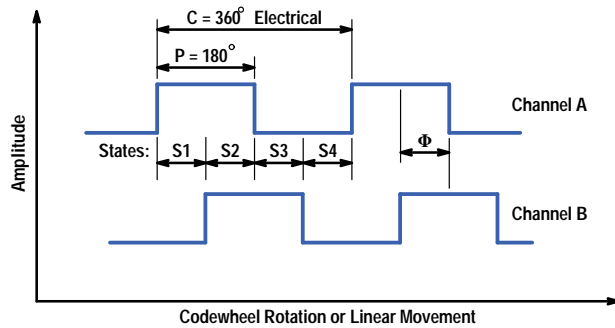 C = 360° Electrical
P = 180°
Channel A
Amplitude
States: S1 S2 S3 S4
Φ
Channel B
Codewheel Rotation or Linear Movement